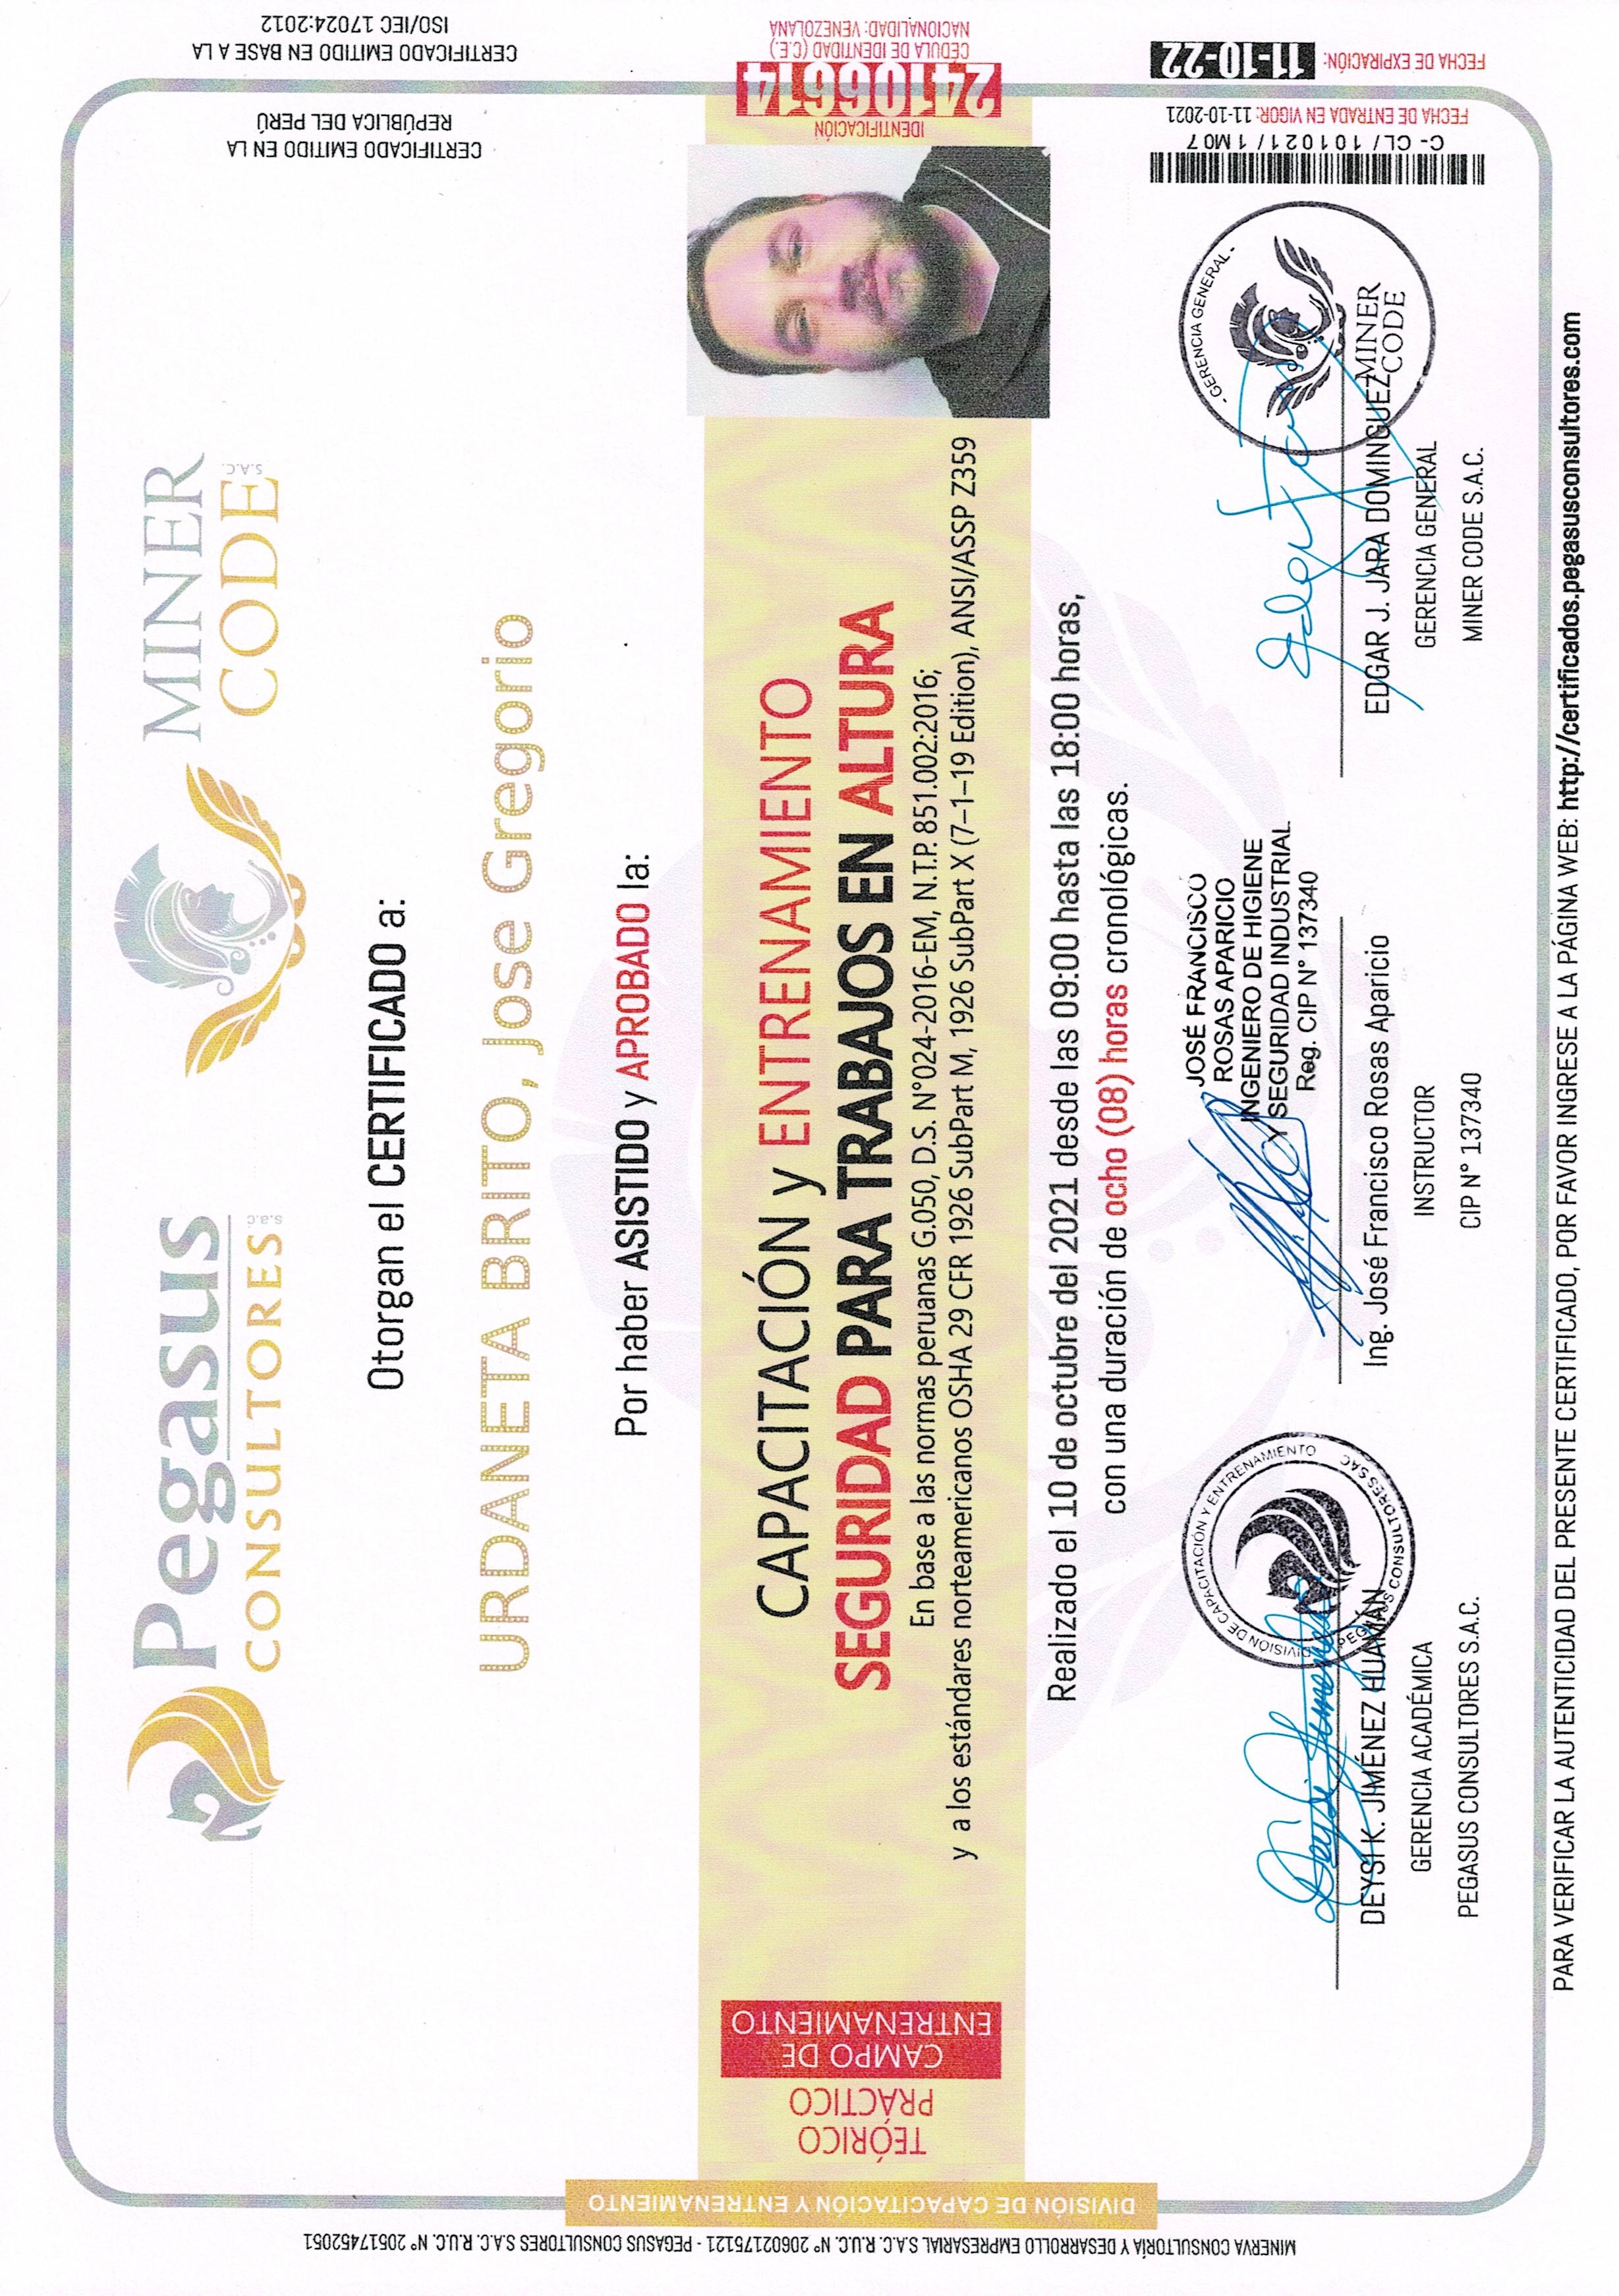 Pegasus
CONSULTORES s.a.c
MINER
CODE S.A.C.
Otorgan el CERTIFICADO a:
URDANETA BRITO, Jose Gregorio
Por haber ASISTIDO y APROBADO la:
CAPACITACIÓN y ENTRENAMIENTO
SEGURIDAD PARA TRABAJOS EN ALTURA
En base a las normas peruanas G.050, D.S. N°024-2016-EM, N.T.P. 851.002:2016;
y a los estándares norteamericanos OSHA 29 CFR 1926 SubPart M, 1926 SubPart X (7–1–19 Edition), ANSI/ASSP Z359
Realizado el 10 de octubre del 2021 desde las 09:00 hasta las 18:00 horas,
con una duración de ocho (08) horas cronológicas.
MINERVA CONSULTORÍA Y DESARROLLO EMPRESARIAL S.A.C. R.U.C. N° 20602175121 - PEGASUS CONSULTORES S.A.C. R.U.C. N° 20517452051
DIVISIÓN DE CAPACITACIÓN Y ENTRENAMIENTO
TEÓRICO
PRÁCTICO
CAMPO DE
ENTRENAMIENTO
CERTIFICADO EMITIDO EN LA
REPÚBLICA DEL PERÚ
CERTIFICADO EMITIDO EN BASE A LA
ISO/IEC 17024:2012
IDENTIFICACIÓN
24106614
CEDULA DE IDENTIDAD (C.E.)
NACIONALIDAD: VENEZOLANA
DIVISIÓN DE CAPACITACIÓN Y ENTRENAMIENTO
PEGASUS CONSULTORES SAC
Deysi Jimenez
DEYSI K. JIMÉNEZ HUAMÁN
GERENCIA ACADÉMICA
PEGASUS CONSULTORES S.A.C.
JOSÉ FRANCISCO
ROSAS APARICIO
INGENIERO DE HIGIENE
Y SEGURIDAD INDUSTRIAL
Reg. CIP N° 137340
Ing. José Francisco Rosas Aparicio
INSTRUCTOR
CIP N° 137340
- GERENCIA GENERAL -
MINER
CODE
EDGAR J. JARA DOMINGUEZ
GERENCIA GENERAL
MINER CODE S.A.C.
C- CL/ 101021/ 1M07
FECHA DE ENTRADA EN VIGOR: 11-10-2021
FECHA DE EXPIRACIÓN: 11-10-22
PARA VERIFICAR LA AUTENTICIDAD DEL PRESENTE CERTIFICADO, POR FAVOR INGRESE A LA PÁGINA WEB: http://certificados.pegasusconsultores.com